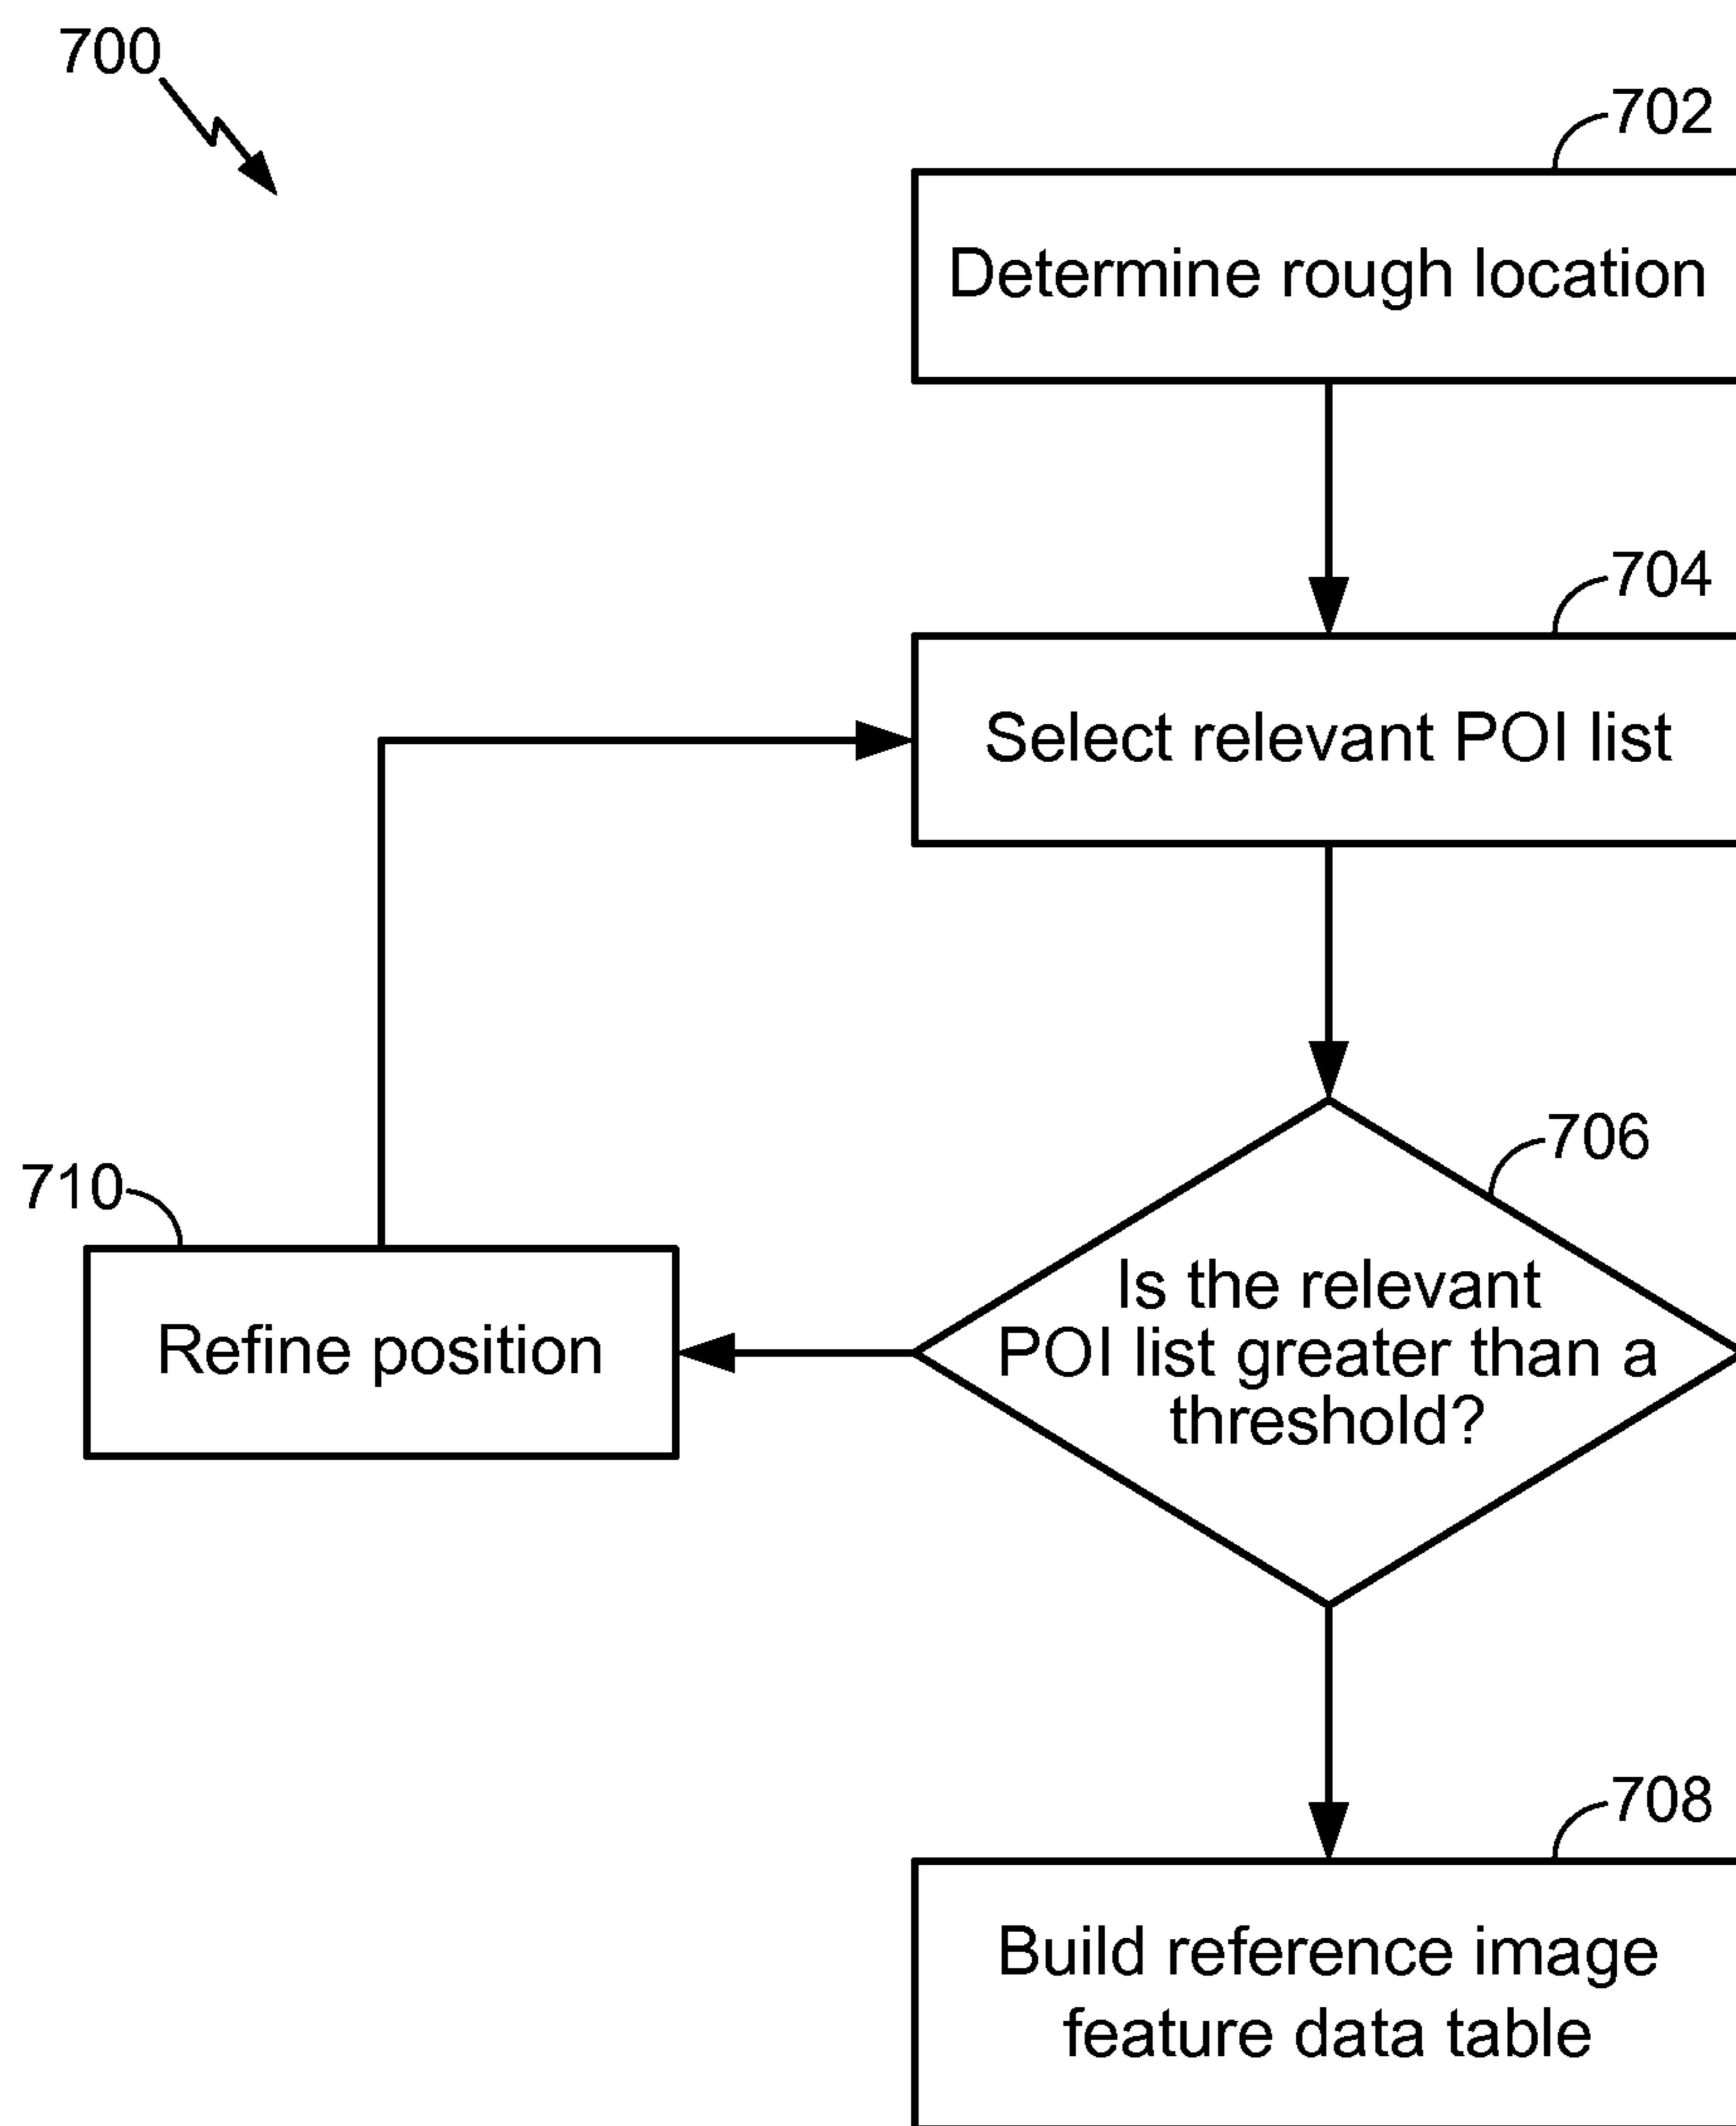 700
702
Determine rough location
704
Select relevant POI list
706
Is the relevant
POI list greater than a
threshold?
710
Refine position
708
Build reference image
feature data table